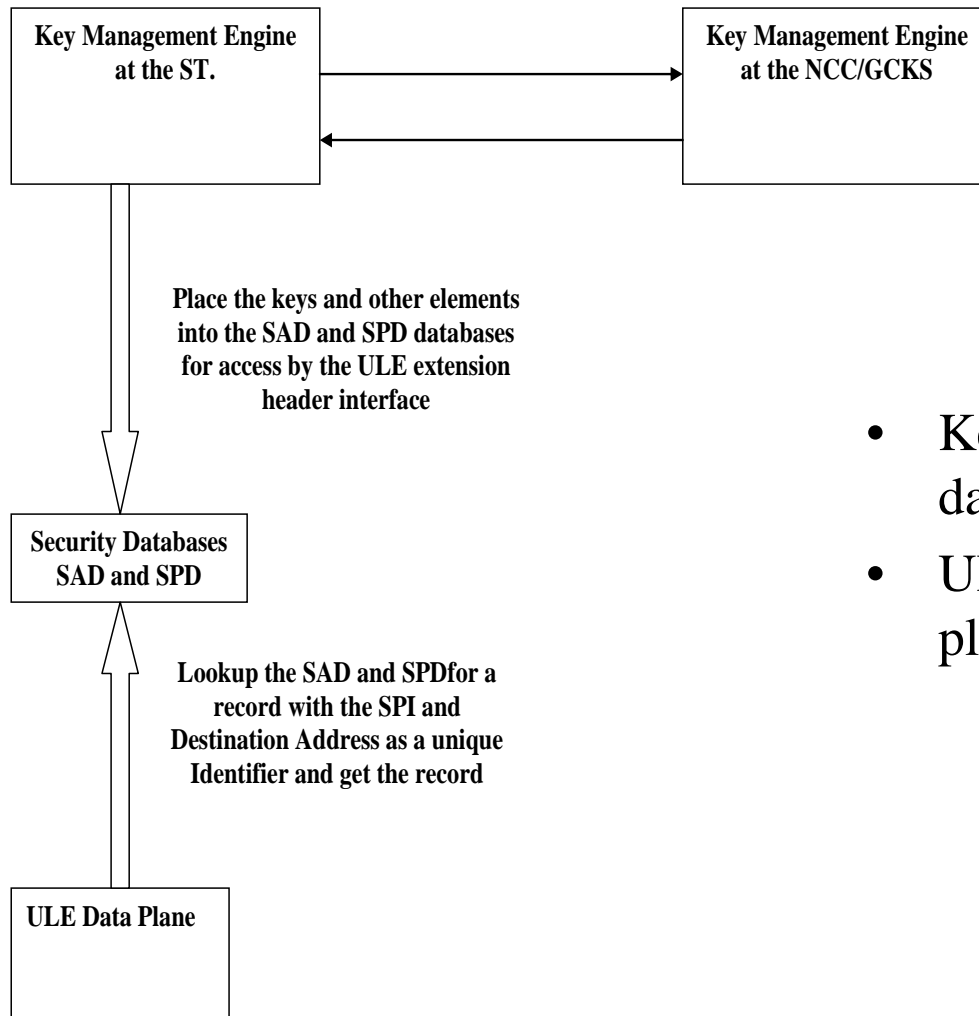 Key Management Engine
at the ST.
Key Management Engine
at the NCC/GCKS
Place the keys and other elements
into the SAD and SPD databases
for access by the ULE extension
header interface
Security Databases
SAD and SPD
Lookup the SAD and SPDfor a
record with the SPI and
Destination Address as a unique
Identifier and get the record
ULE Data Plane
•
•